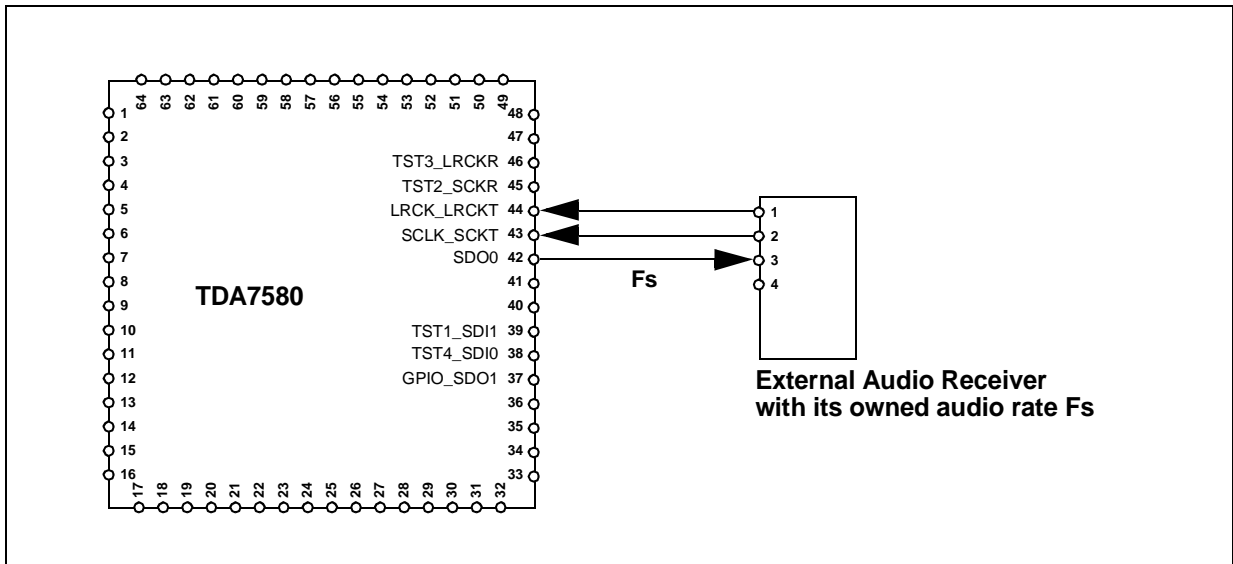 64 63 62 61 60 59 58 57 56 55 54 53 52 51 50 49
1
2
3
4
5
6
7
8
9
10
11
12
13
14
15
16
TDA7580
48
47
TST3_LRCKR 46
TST2_SCKR 45
LRCK_LRCKT 44
SCLK_SCKT 43
SDO0 42
41
40
TST1_SDI1 39
TST4_SDI0 38
GPIO_SDO1 37
36
35
34
33
17 18 19 20 21 22 23 24 25 26 27 28 29 30 31 32
Fs
1
2
3
4
External Audio Receiver
with its owned audio rate Fs